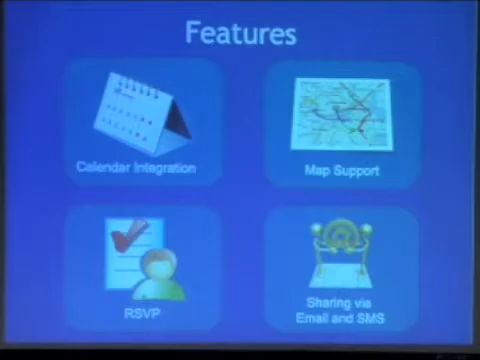 Features
Calendar Integration
Map Support
RSVP
Sharing via
Email and SMS